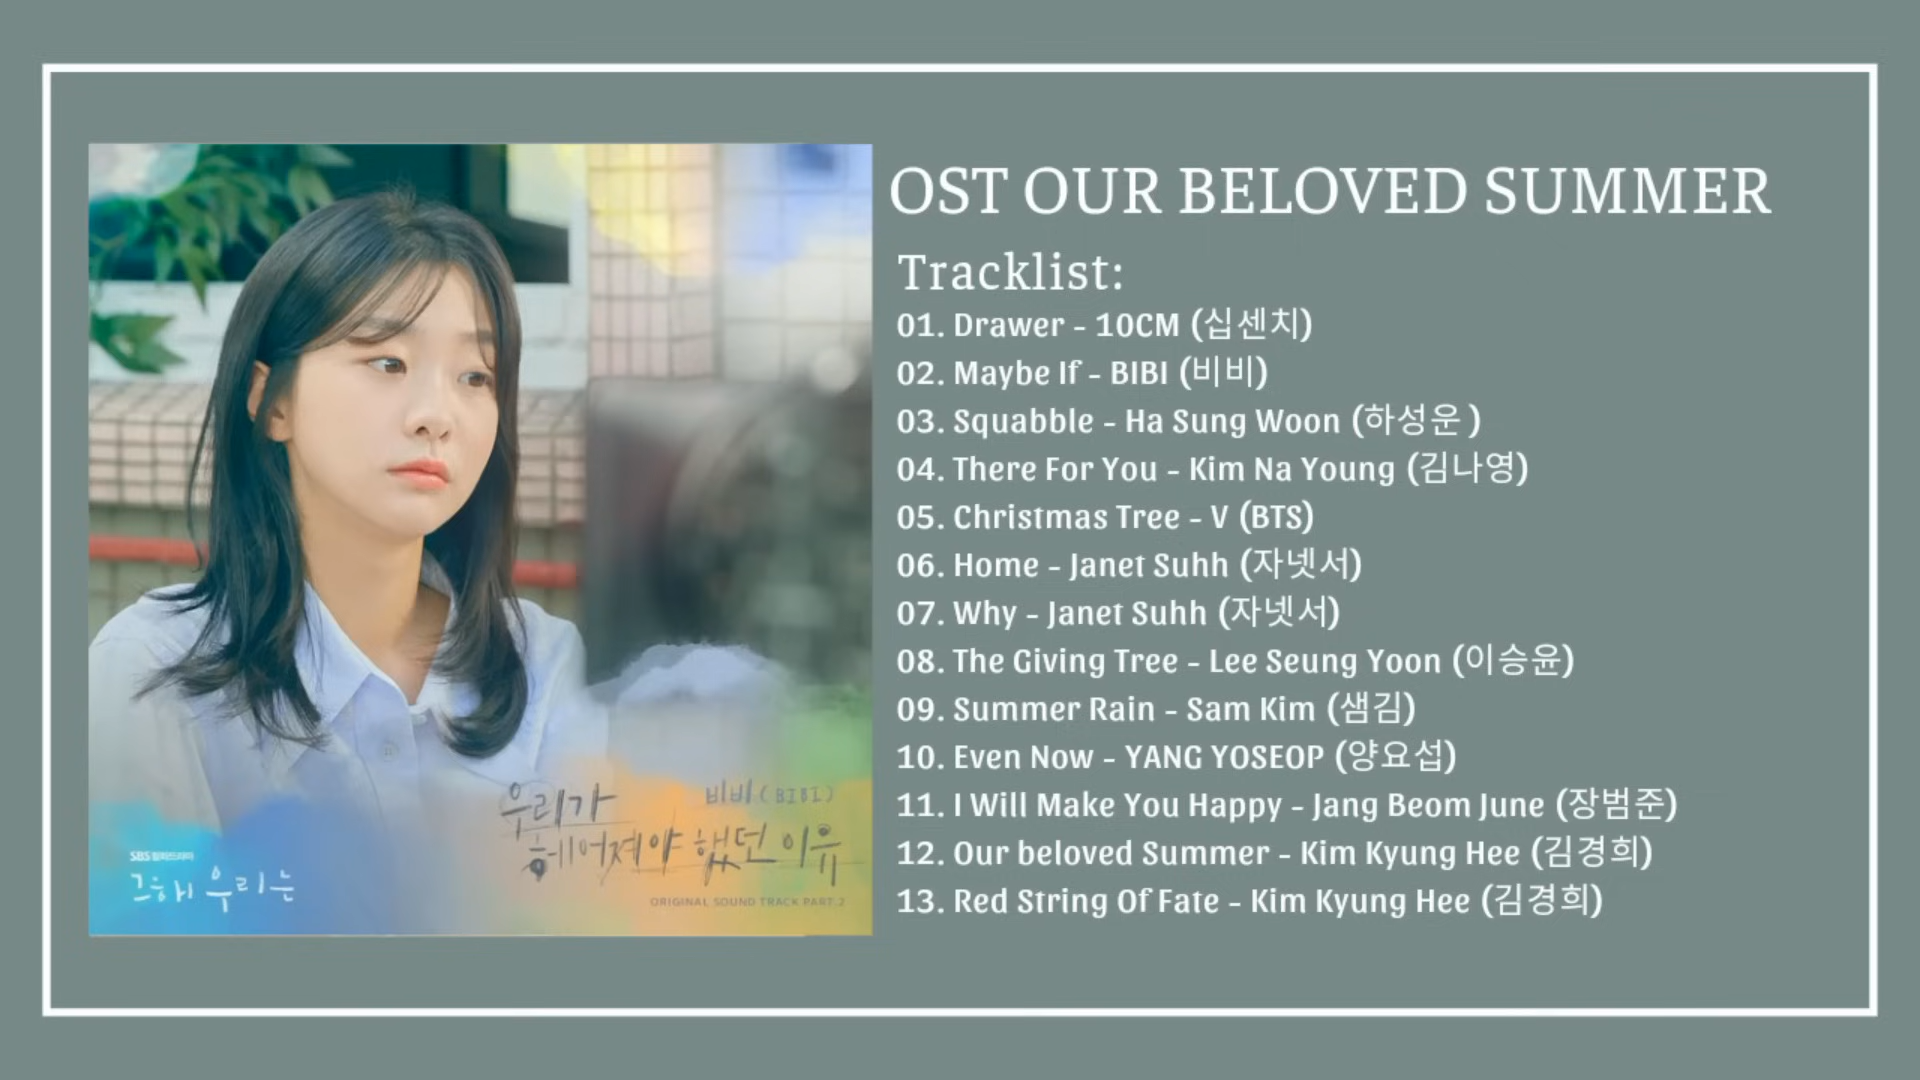 OST OUR BELOVED SUMMER
Tracklist:
01. Drawer - 10CM (십센치)
02. Maybe If - BIBI (비비)
03. Squabble - Ha Sung Woon (하성운 )
04. There For You - Kim Na Young (김나영)
05. Christmas Tree - V (BTS)
06. Home - Janet Suhh (자넷서)
07. Why - Janet Suhh (자넷서)
08. The Giving Tree - Lee Seung Yoon (이승윤)
09. Summer Rain - Sam Kim (샘김)
10. Even Now - YANG YOSEOP (양요섭)
11. I Will Make You Happy - Jang Beom June (장범준)
12. Our beloved Summer - Kim Kyung Hee (김경희)
13. Red String Of Fate - Kim Kyung Hee (김경희)
우리가
헤어져야 했던 이유
비비 (BIBI)
ORIGINAL SOUND TRACK PART.2
SBS 월화드라마
그 해 우리는